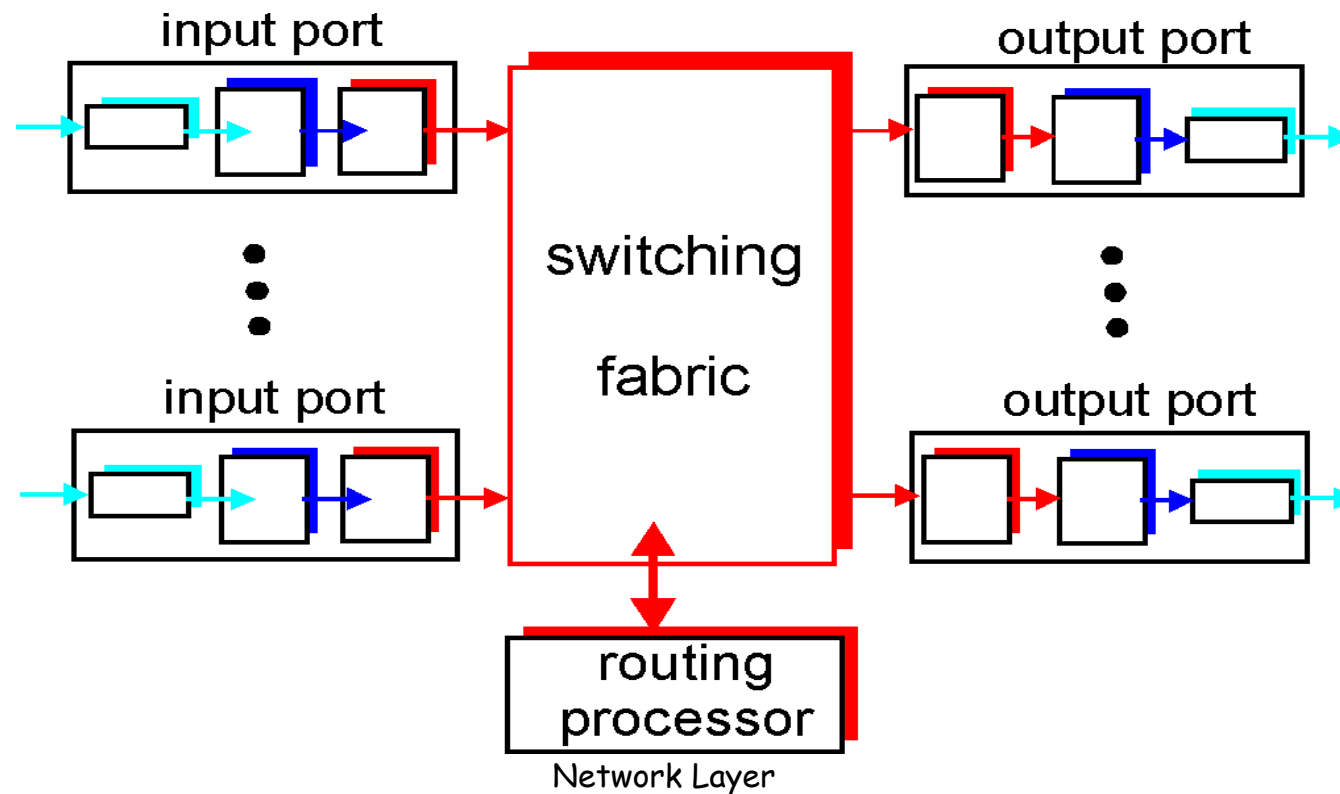 input port
output port
switching
fabric
input port
output port
routing
processor
Network Layer